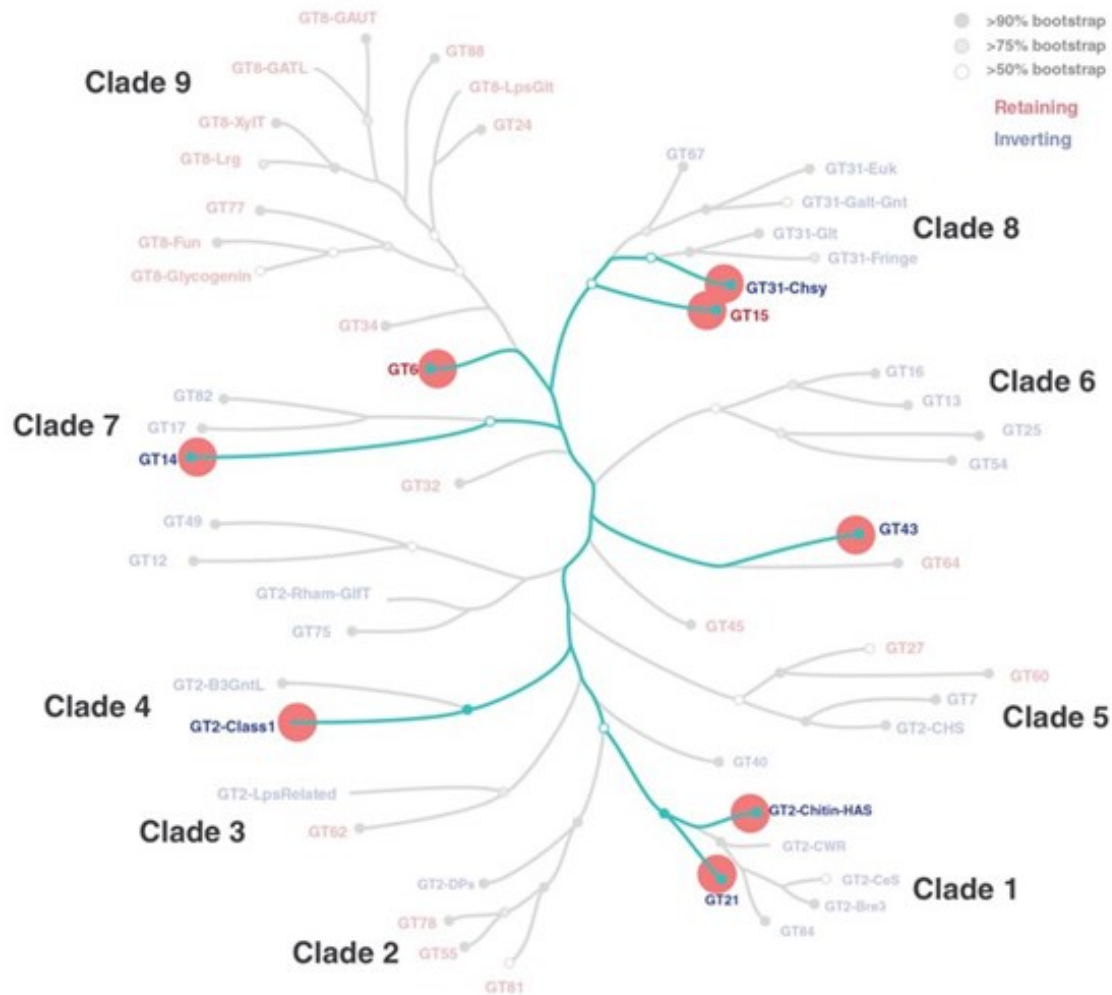 GT8-GAUT
>90% bootstrap
>75% bootstrap
>50% bootstrap
Retaining
Inverting
Clade 9
GT88
GT8-GATL
GT8-LpsGlt
GT8-XylT
GT24
GT8-Lrg
GT77
GT8-Fun
GT8-Glycogenin
GT34
GT6
GT67
GT31-Euk
GT31-Galt-Gnt
Clade 8
GT31-Glt
GT31-Fringe
GT31-Chsy
GT15
Clade 7
GT82
GT17
GT14
GT32
GT16
Clade 6
GT13
GT25
GT54
GT43
GT64
GT45
GT49
GT12
GT2-Rham-GlfT
GT75
GT27
GT60
GT7
Clade 5
GT2-CHS
GT2-B3GntL
Clade 4
GT2-Class1
GT40
GT2-LpsRelated
Clade 3
GT62
GT2-Chitin-HAS
GT2-CWR
GT2-CeS
Clade 1
GT2-Bre3
GT84
GT21
GT2-DPs
GT78
Clade 2
GT55
GT81